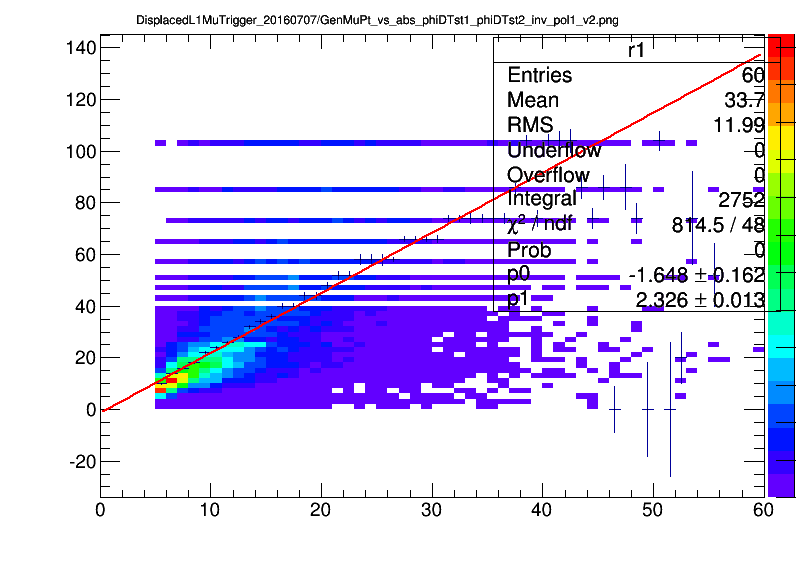 DisplacedL1MuTrigger_20160707/GenMuPt_vs_abs_phiDTst1_phiDTst2_inv_pol1_v2.png
r1
Entries 60
Mean 33.7
RMS 11.99
Underflow 0
Overflow 0
Integral 2752
χ² / ndf 814.5 / 48
Prob 0
p0 -1.648 ± 0.162
p1 2.326 ± 0.013
140
120
100
80
60
40
20
0
-20
0 10 20 30 40 50 60